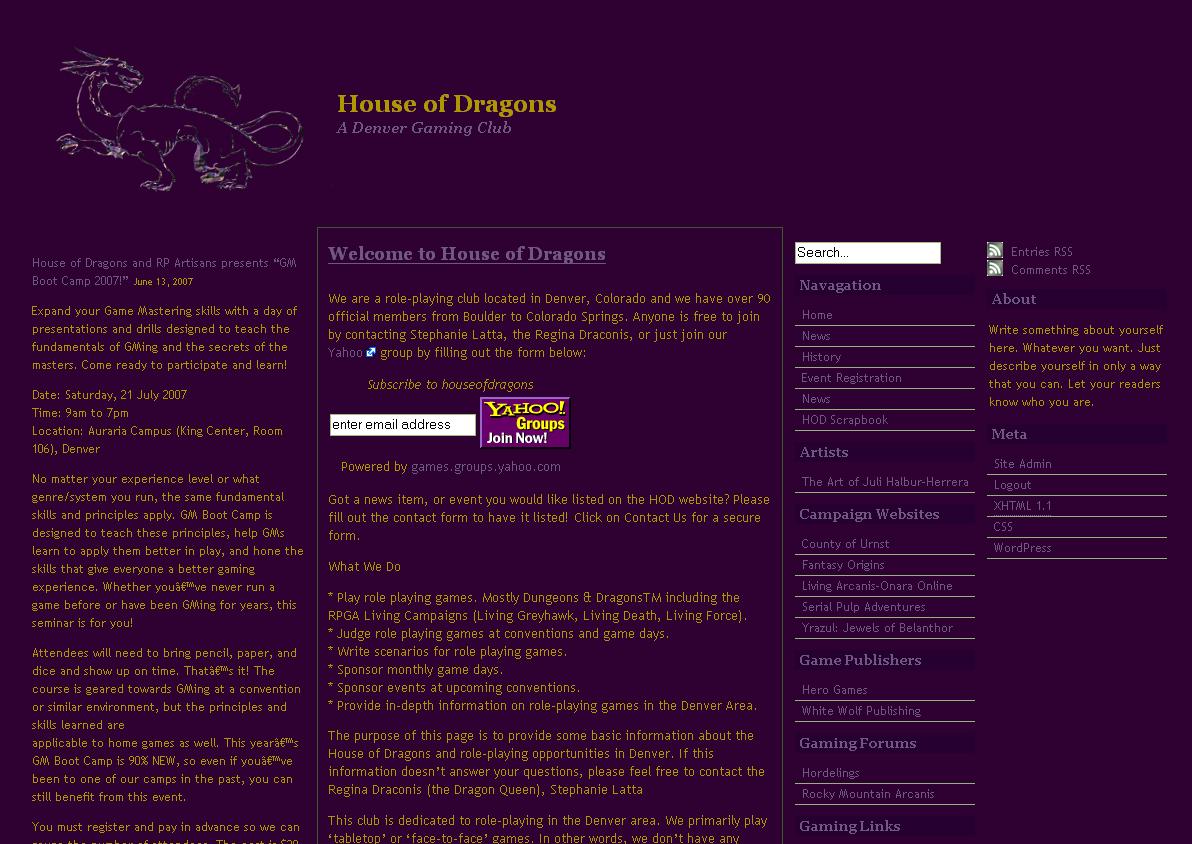 House of Dragons
A Denver Gaming Club
House of Dragons and RP Artisans presents “GM
Boot Camp 2007!” June 13, 2007
Expand your Game Mastering skills with a day of
presentations and drills designed to teach the
fundamentals of GMing and the secrets of the
masters. Come ready to participate and learn!
Date: Saturday, 21 July 2007
Time: 9am to 7pm
Location: Auraria Campus (King Center, Room
106), Denver
No matter your experience level or what
genre/system you run, the same fundamental
skills and principles apply. GM Boot Camp is
designed to teach these principles, help GMs
learn to apply them better in play, and hone the
skills that give everyone a better gaming
experience. Whether youâ€™ve never run a
game before or have been GMing for years, this
seminar is for you!
Attendees will need to bring pencil, paper, and
dice and show up on time. Thatâ€™s it! The
course is geared towards GMing at a convention
or similar environment, but the principles and
skills learned are
applicable to home games as well. This yearâ€™s
GM Boot Camp is 90% NEW, so even if youâ€™ve
been to one of our camps in the past, you can
still benefit from this event.
You must register and pay in advance so we can
Welcome to House of Dragons
We are a role-playing club located in Denver, Colorado and we have over 90
official members from Boulder to Colorado Springs. Anyone is free to join
by contacting Stephanie Latta, the Regina Draconis, or just join our
Yahoo group by filling out the form below:
Subscribe to houseofdragons
enter email address
YAHOO!
Groups
Join Now!
Powered by games.groups.yahoo.com
Got a news item, or event you would like listed on the HOD website? Please
fill out the contact form to have it listed! Click on Contact Us for a secure
form.
What We Do
* Play role playing games. Mostly Dungeons & DragonsTM including the
RPGA Living Campaigns (Living Greyhawk, Living Death, Living Force).
* Judge role playing games at conventions and game days.
* Write scenarios for role playing games.
* Sponsor monthly game days.
* Sponsor events at upcoming conventions.
* Provide in-depth information on role-playing games in the Denver Area.
The purpose of this page is to provide some basic information about the
House of Dragons and role-playing opportunities in Denver. If this
information doesn’t answer your questions, please feel free to contact the
Regina Draconis (the Dragon Queen), Stephanie Latta
This club is dedicated to role-playing in the Denver area. We primarily play
‘tabletop’ or ‘face-to-face’ games. In other words, we don’t have any
Search...
Navagation
Home
News
History
Event Registration
News
HOD Scrapbook
Artists
The Art of Juli Halbur-Herrera
Campaign Websites
County of Urnst
Fantasy Origins
Living Arcanis-Onara Online
Serial Pulp Adventures
Yrazul: Jewels of Belanthor
Game Publishers
Hero Games
White Wolf Publishing
Gaming Forums
Hordelings
Rocky Mountain Arcanis
Gaming Links
Entries RSS
Comments RSS
About
Write something about yourself
here. Whatever you want. Just
describe yourself in only a way
that you can. Let your readers
know who you are.
Meta
Site Admin
Logout
XHTML 1.1
CSS
WordPress